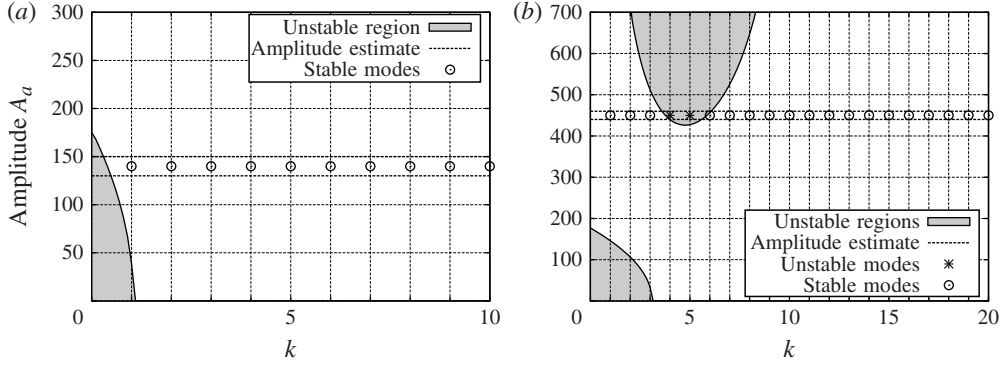 (a)
300
250
200
150
100
50
0
5
10
k
Amplitude A_a
Unstable region
Amplitude estimate
Stable modes
(b)
700
600
500
400
300
200
100
0
5
10
15
20
k
Unstable regions
Amplitude estimate
Unstable modes
Stable modes